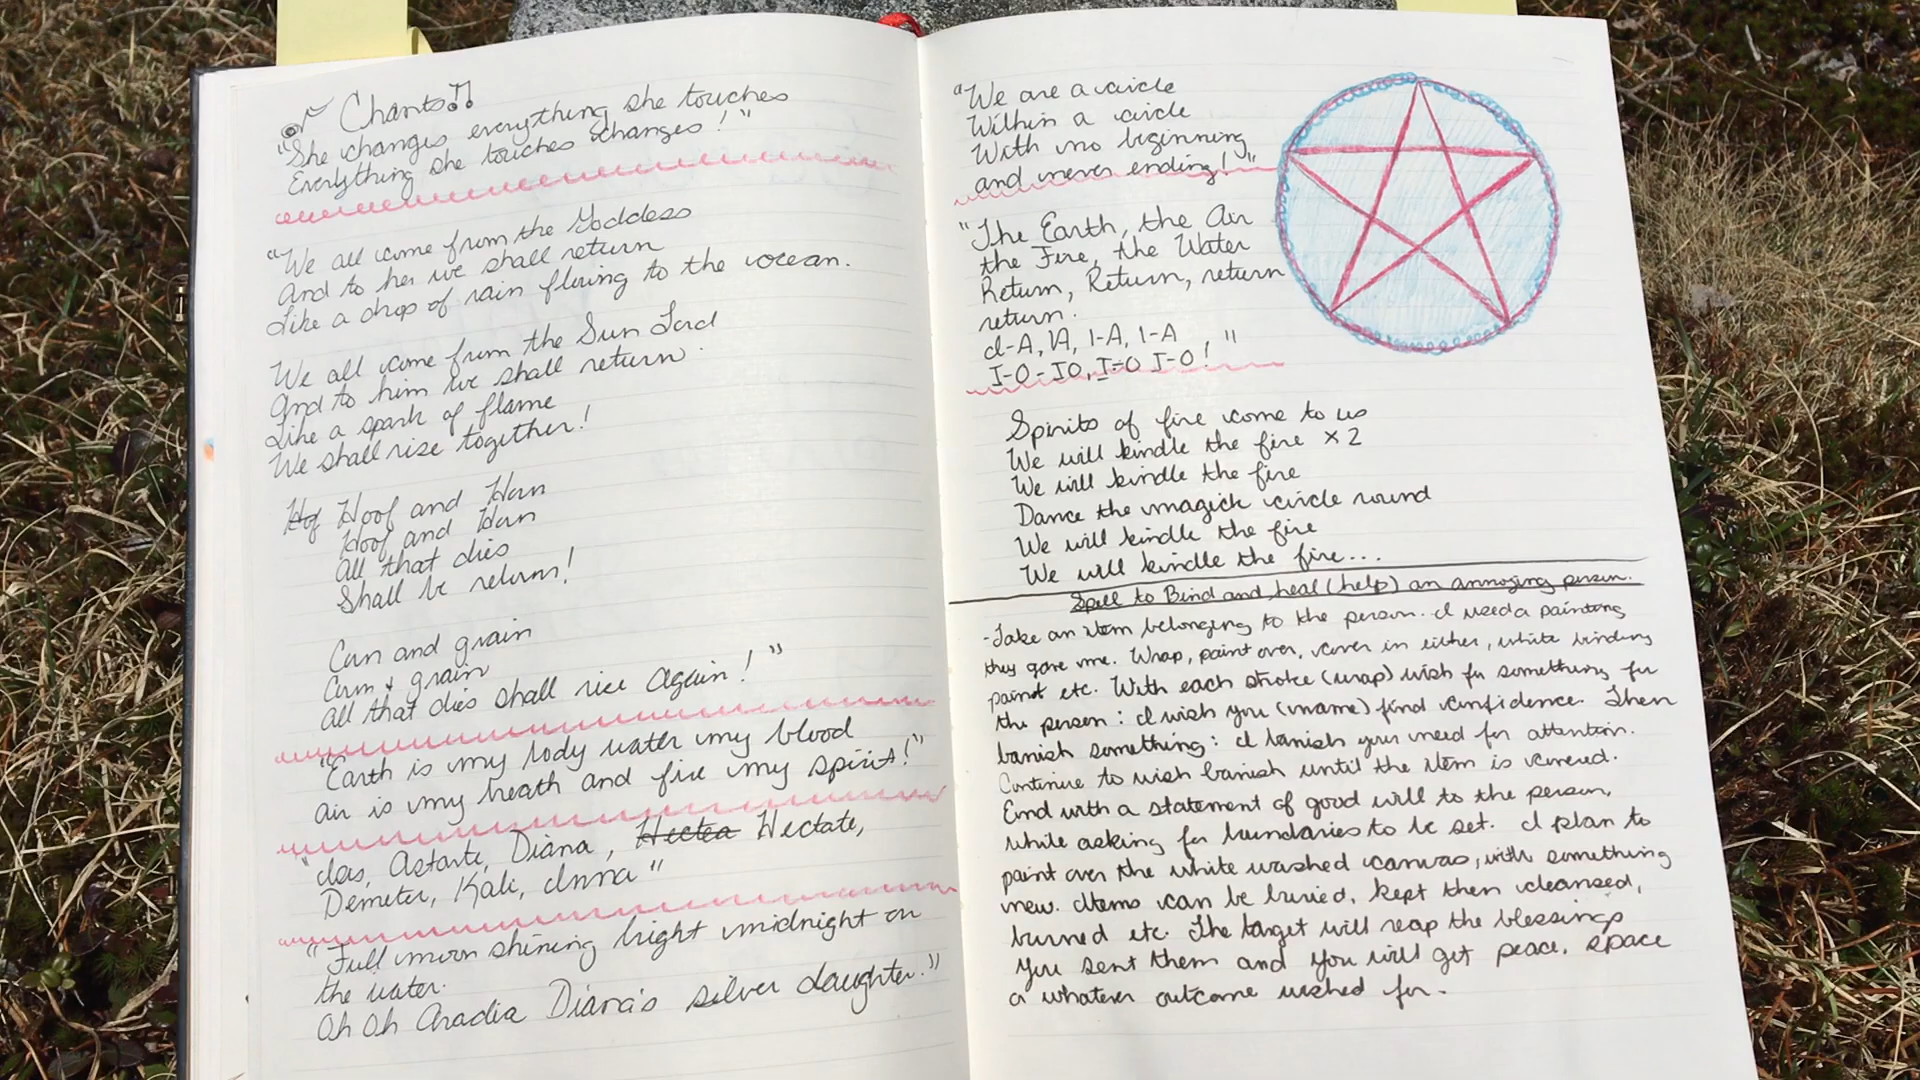 Chants
"She changes everything she touches
Everything she touches changes!"
"We all come from the Goddess
And to her we shall return
Like a drop of rain flowing to the ocean.
We all come from the Sun Lord
And to him we shall return.
Like a spark of flame
We shall rise together!
Hof Hoof and Horn
Hoof and Horn
All that dies
Shall be reborn!
Corn and grain
Corn & grain
All that dies shall rise again!"
"Earth is my body water my blood
air is my breath and fire my spirit!"
"Isis, Astarte, Diana, Hectea Hectate,
Demeter, Kali, Inna"
"Full moon shining bright midnight on
the water.
Oh Oh Aradia Diana's silver daughter."
"We are a circle
Within a circle
With no beginning
and never ending!"
"The Earth, the Air
the Fire, the Water
Return, Return, return
return.
I-A, IA, I-A, I-A
I-O-IO, I-O I-O!"
Spirits of fire come to us
We will kindle the fire x2
We will kindle the fire
Dance the magick circle round
We will kindle the fire
We will kindle the fire...
Spell to Bind and heal (help) an annoying person.
-Take an item belonging to the person. I used a painting
they gave me. Wrap, paint over, cover in either, white binding
paint etc. With each stroke (wrap) wish for something for
the person: I wish you (name) find confidence. Then
banish something: I banish your need for attention.
Continue to wish banish until the item is covered.
End with a statement of good will to the person,
while asking for bundaries to be set. I plan to
paint over the white washed canvas, with something
new. Items can be buried, kept then cleansed,
burned etc. The target will reap the blessings
you sent them and you will get peace, space
or whatever outcome wished for.